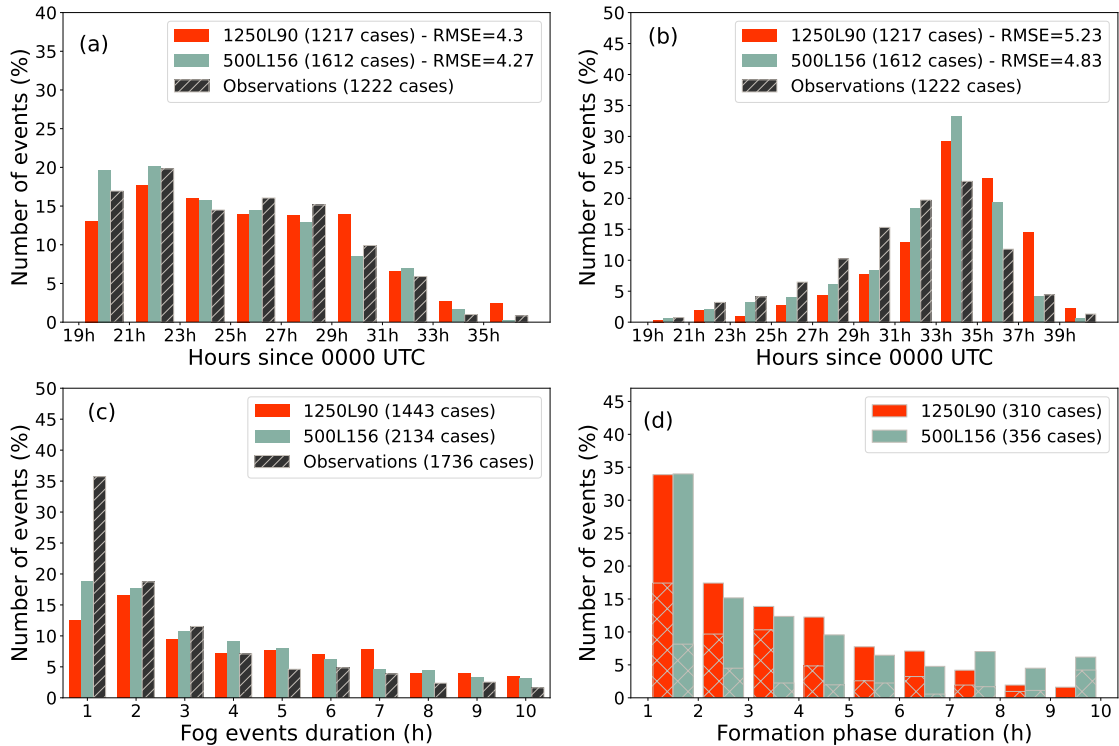 (a)
1250L90 (1217 cases) - RMSE=4.3
500L156 (1612 cases) - RMSE=4.27
Observations (1222 cases)
Number of events (%)
40
35
30
25
20
15
10
5
0
19h 21h 23h 25h 27h 29h 31h 33h 35h
Hours since 0000 UTC
(b)
1250L90 (1217 cases) - RMSE=5.23
500L156 (1612 cases) - RMSE=4.83
Observations (1222 cases)
Number of events (%)
50
45
40
35
30
25
20
15
10
5
0
19h 21h 23h 25h 27h 29h 31h 33h 35h 37h 39h
Hours since 0000 UTC
(c)
1250L90 (1443 cases)
500L156 (2134 cases)
Observations (1736 cases)
Number of events (%)
50
45
40
35
30
25
20
15
10
5
0
1 2 3 4 5 6 7 8 9 10
Fog events duration (h)
(d)
1250L90 (310 cases)
500L156 (356 cases)
Number of events (%)
45
40
35
30
25
20
15
10
5
0
1 2 3 4 5 6 7 8 9 10
Formation phase duration (h)